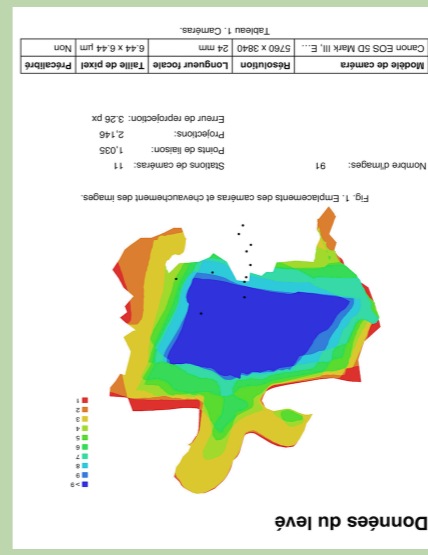 Données du levé
> 9
9
8
7
6
5
4
3
2
1
Fig. 1. Emplacements des caméras et chevauchement des images.
Nombre d'images: 91
Stations de caméras: 11
Points de liaison: 1,035
Projections: 2,146
Erreur de reprojection: 3.26 px
Modèle de caméra Résolution Longueur focale Taille de pixel Précalibré
Canon EOS 5D Mark III, E... 5760 x 3840 24 mm 6.44 x 6.44 µm Non
Tableau 1. Caméras.